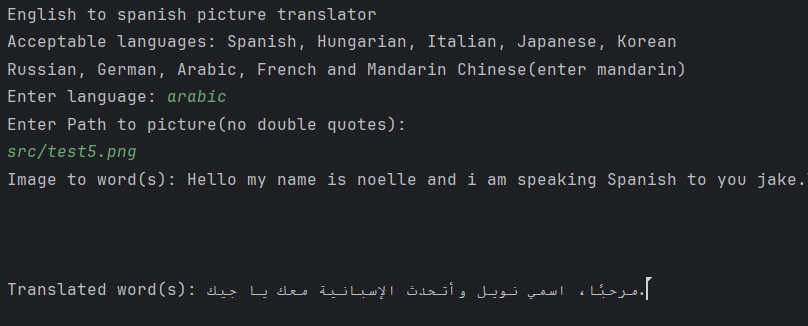 English to spanish picture translator
Acceptable languages: Spanish, Hungarian, Italian, Japanese, Korean
Russian, German, Arabic, French and Mandarin Chinese(enter mandarin)
Enter language: arabic
Enter Path to picture(no double quotes):
src/test5.png
Image to word(s): Hello my name is noelle and i am speaking Spanish to you jake.
Translated word(s): مرحبًا، اسمي نويل وأتحدث الإسبانية معك يا جيك.